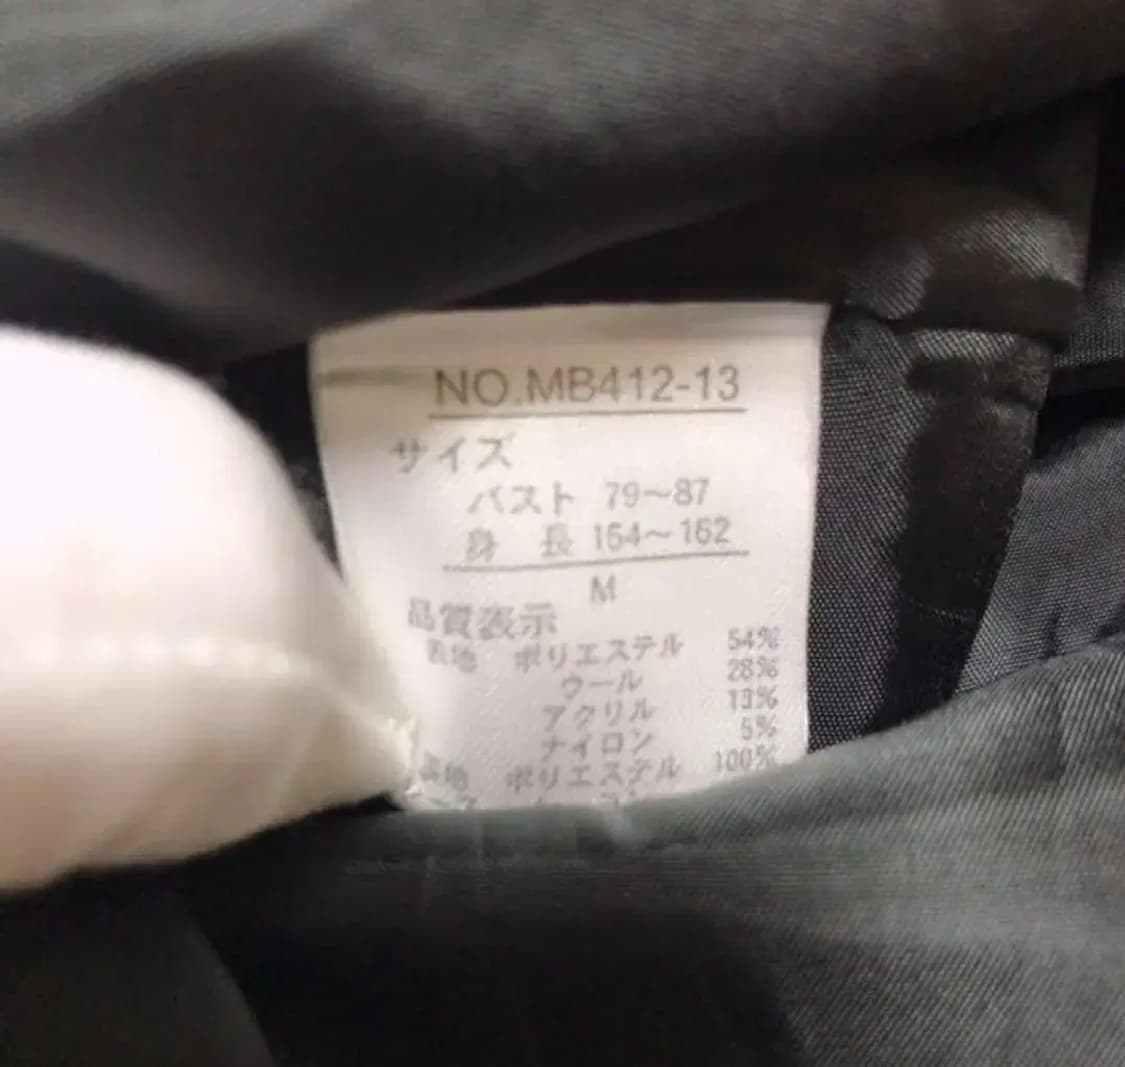 NO.MB412-13
サイズ
バスト 79〜87
身 長 154〜162
M
品質表示
表地 ポリエステル 54%
ウール 28%
アクリル 13%
ナイロン 5%
裏地 ポリエステル 100%